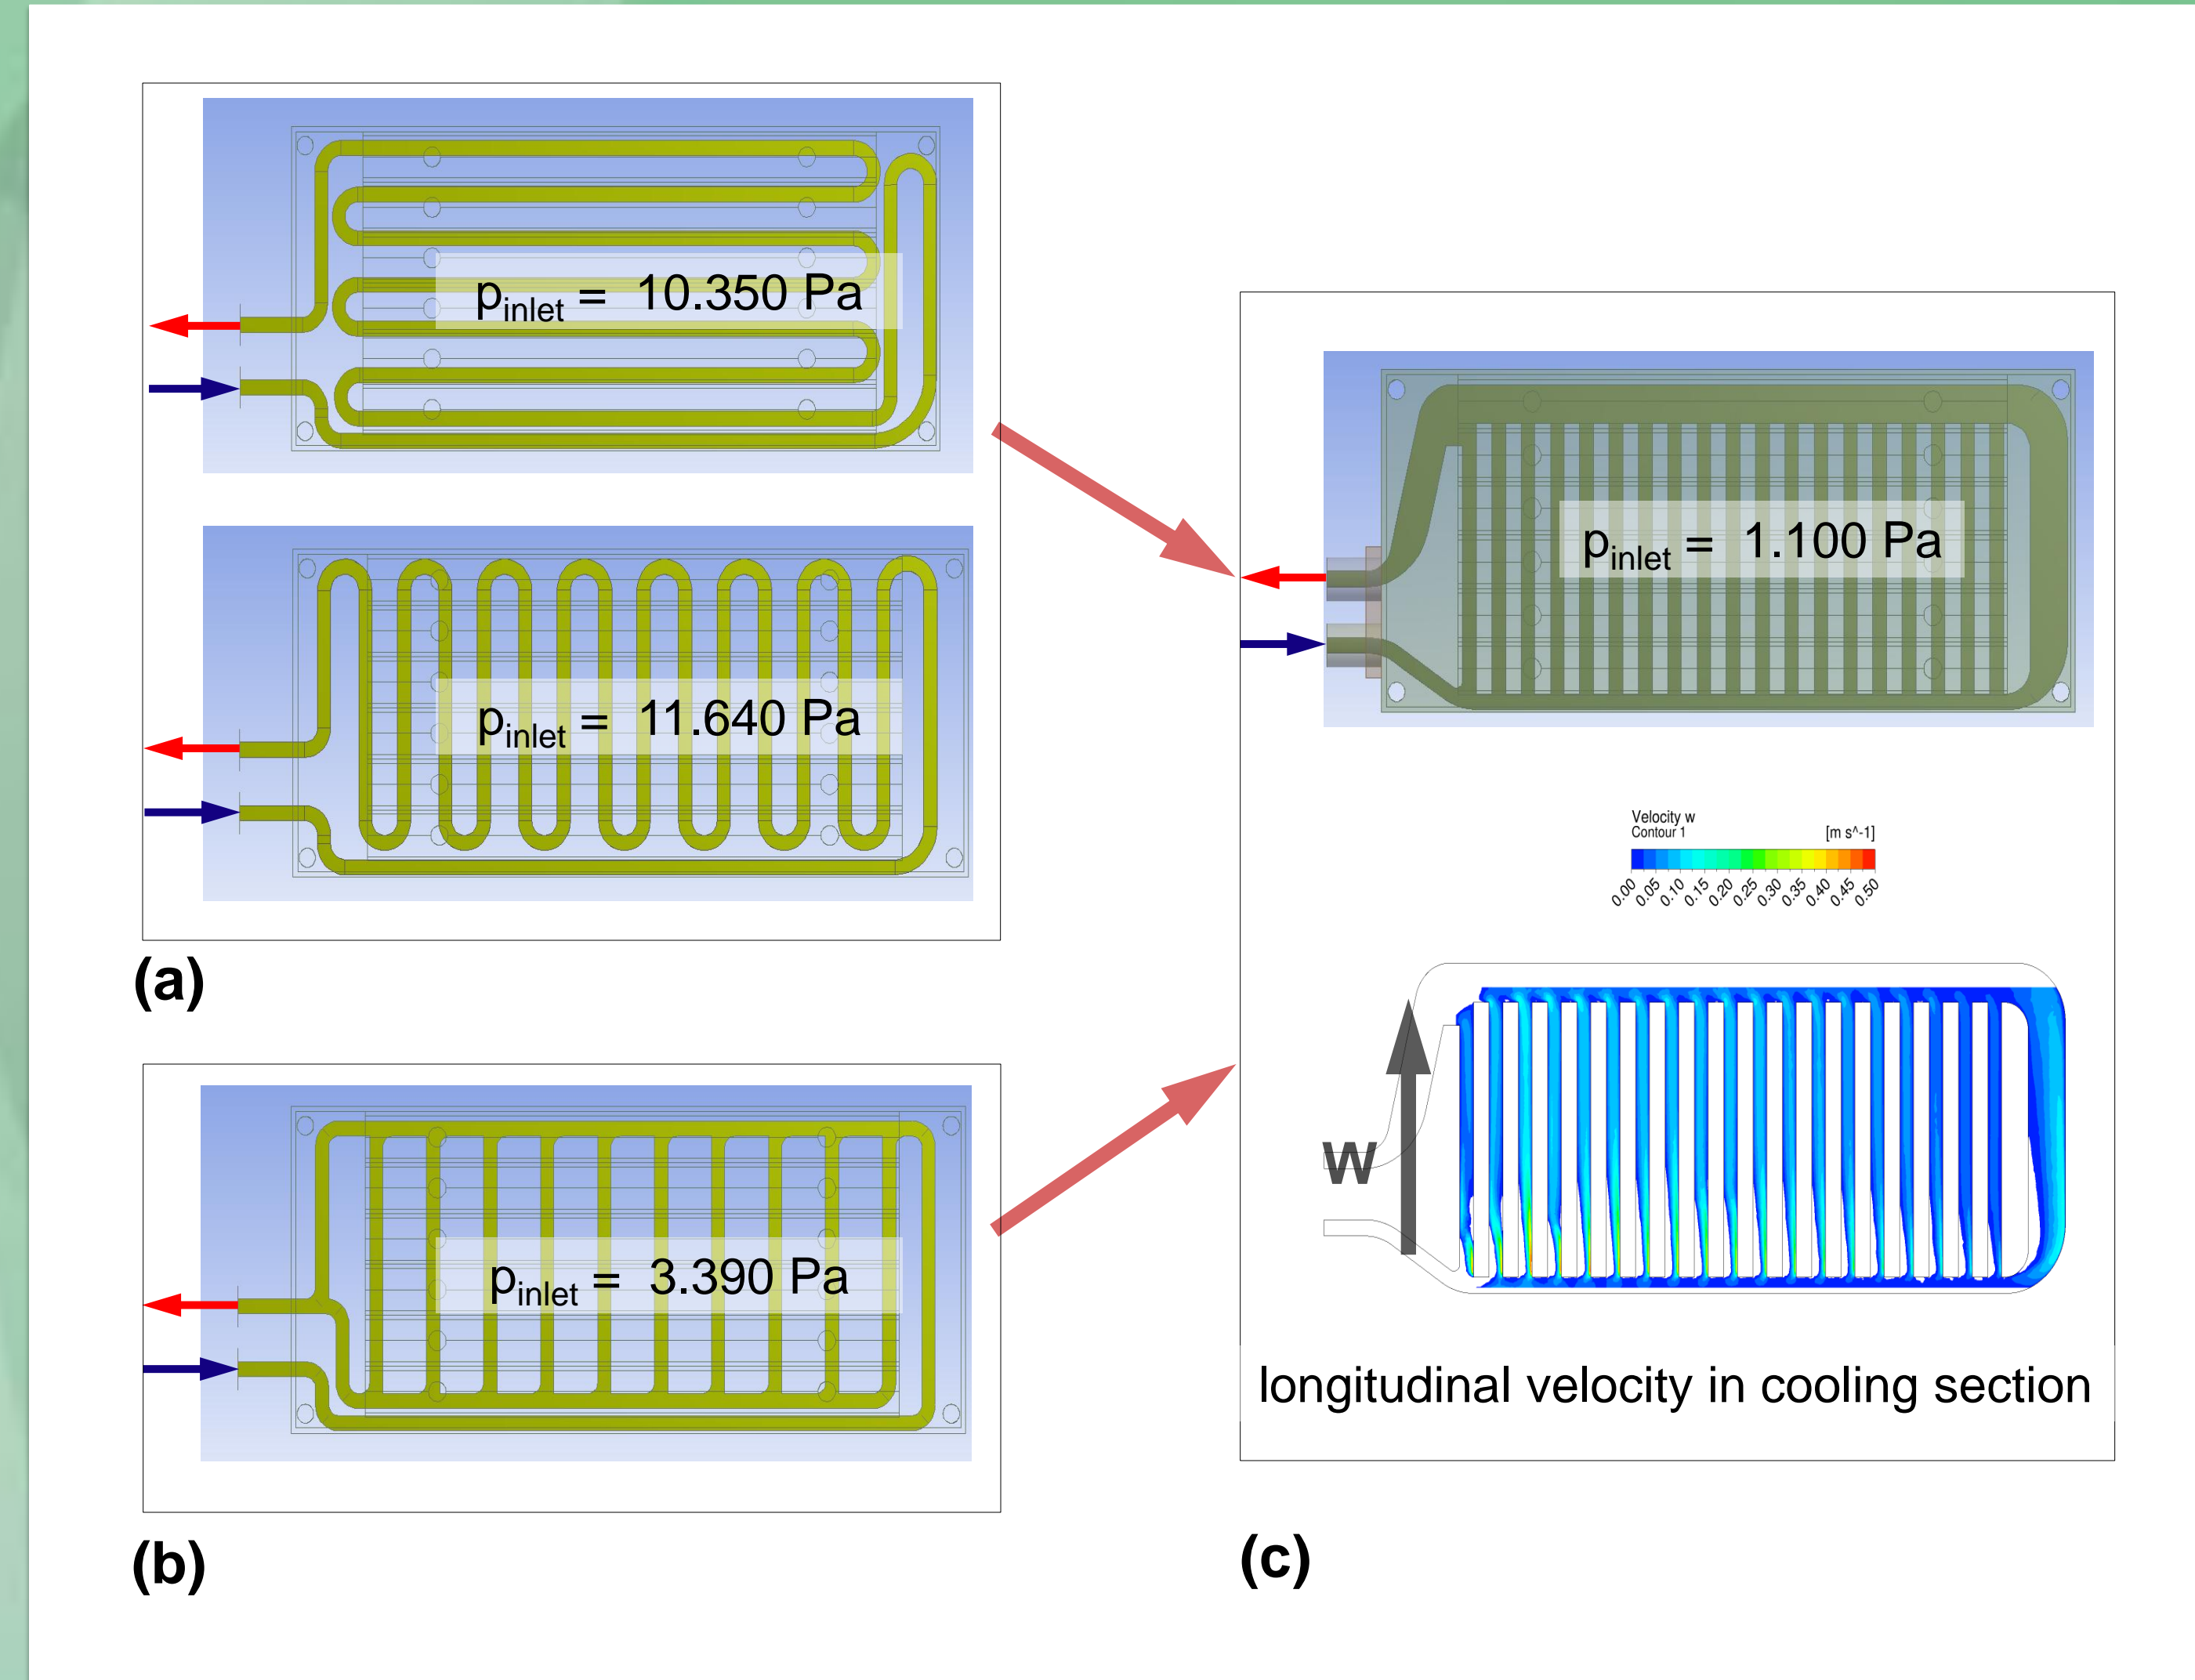 p_inlet = 10.350 Pa
p_inlet = 11.640 Pa
(a)
p_inlet = 3.390 Pa
(b)
p_inlet = 1.100 Pa
Velocity w
Contour 1
[m s^-1]
0.00 0.05 0.10 0.15 0.20 0.25 0.30 0.35 0.40 0.45 0.50
w
longitudinal velocity in cooling section
(c)